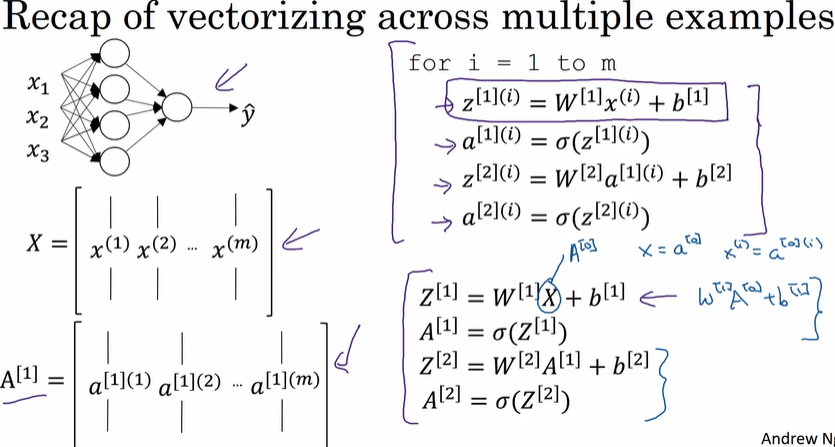 Recap of vectorizing across multiple examples
x₁
x₂
x₃
ŷ
X = [ x⁽¹⁾ x⁽²⁾ … x⁽ᵐ⁾ ]
A^[1] = [ a^[1](1) a^[1](2) … a^[1](m) ]
for i = 1 to m
→ z^[1](i) = W^[1]x^(i) + b^[1]
→ a^[1](i) = σ(z^[1](i))
→ z^[2](i) = W^[2]a^[1](i) + b^[2]
→ a^[2](i) = σ(z^[2](i))
A^[0] x = a^[0] x^(i) = a^[0](i)
Z^[1] = W^[1]X + b^[1] ← W^[1]A^[0] + b^[1]
A^[1] = σ(Z^[1])
Z^[2] = W^[2]A^[1] + b^[2]
A^[2] = σ(Z^[2])
Andrew N